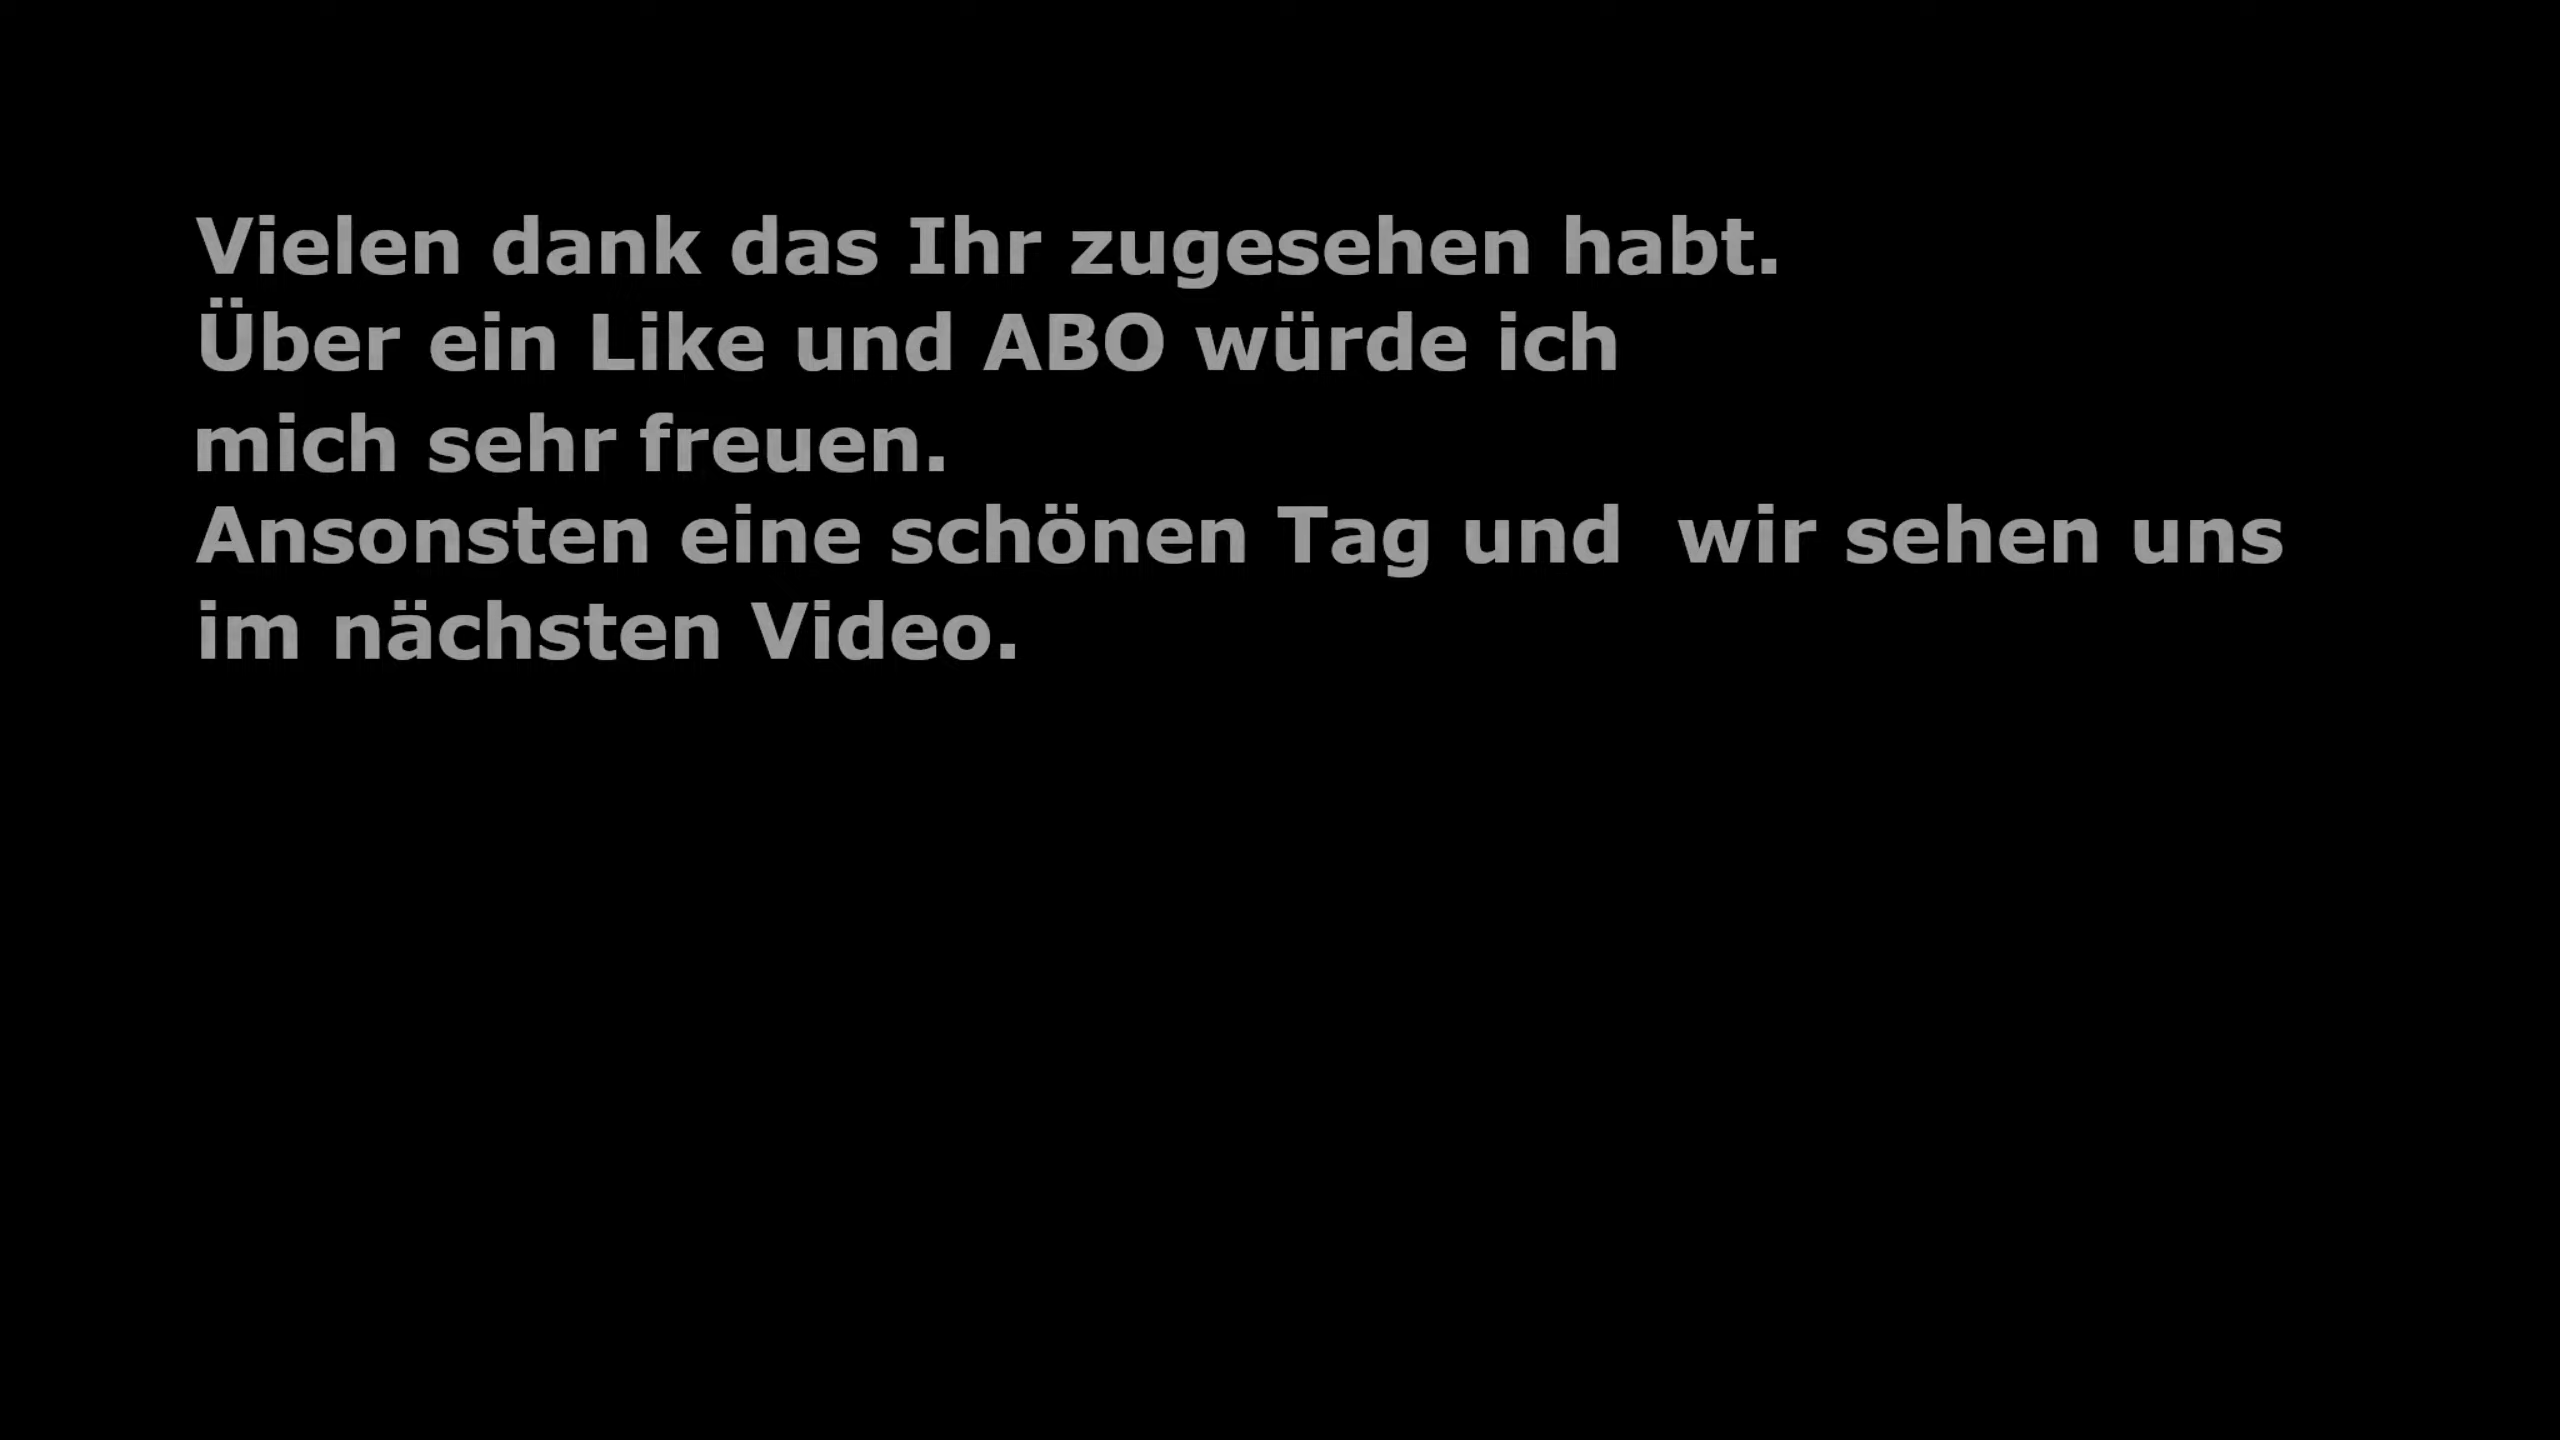 Vielen dank das Ihr zugesehen habt.
Über ein Like und ABO würde ich
mich sehr freuen.
Ansonsten eine schönen Tag und  wir sehen uns
im nächsten Video.